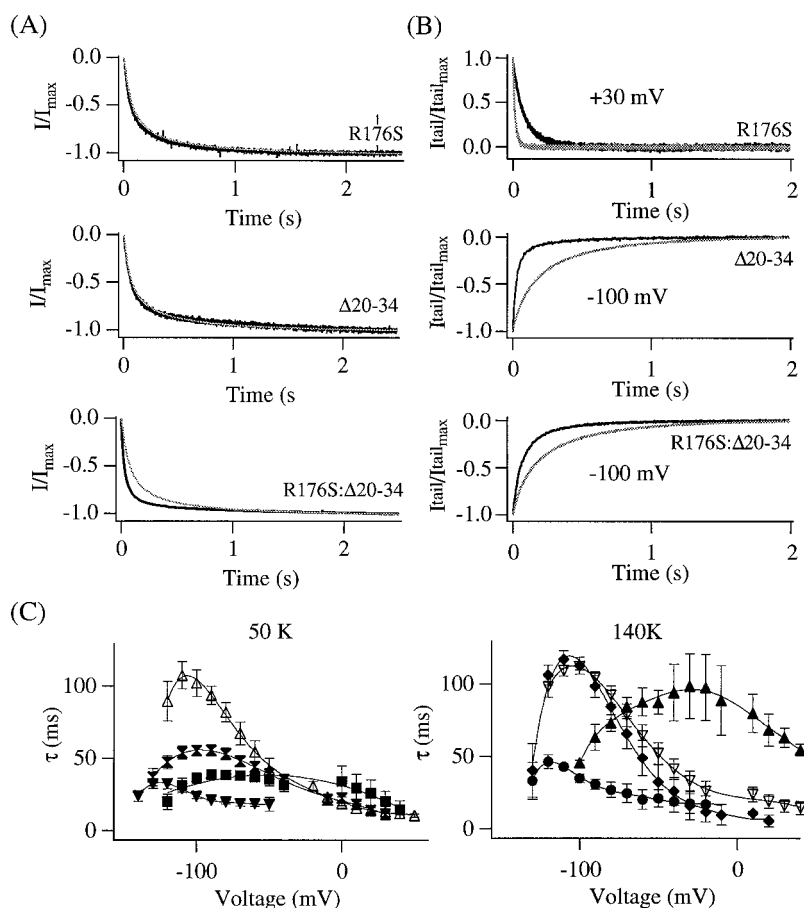 (A)
(B)
0.0
-0.5
-1.0
I/Imax
R176S
0
1
2
Time (s)
1.0
0.5
0.0
Itail/Itailmax
+30 mV
R176S
0
1
2
Time (s)
0.0
-0.5
-1.0
I/Imax
Δ20-34
0
1
2
Time (s
0.0
-0.5
-1.0
Itail/Itailmax
Δ20-34
-100 mV
0
1
2
Time (s)
0.0
-0.5
-1.0
I/Imax
R176S:Δ20-34
0
1
2
Time (s)
0.0
-0.5
-1.0
Itail/Itailmax
R176S:Δ20-34
-100 mV
0
1
2
Time (s)
(C)
50 K
100
50
0
τ (ms)
-100
0
Voltage (mV)
140K
100
50
0
τ (ms)
-100
0
Voltage (mV)